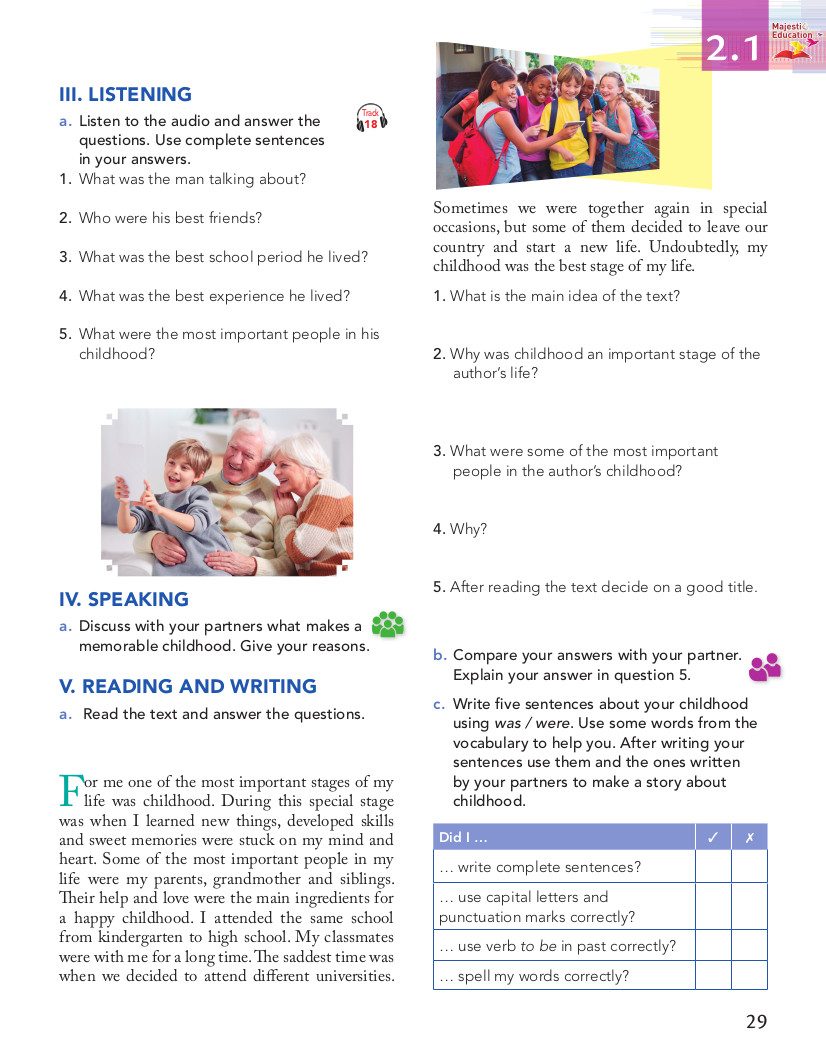 2.1
Majesti
Education
III. LISTENING
a. Listen to the audio and answer the
questions. Use complete sentences
in your answers.
Track
18
1. What was the man talking about?
2. Who were his best friends?
3. What was the best school period he lived?
4. What was the best experience he lived?
5. What were the most important people in his
childhood?
IV. SPEAKING
a. Discuss with your partners what makes a
memorable childhood. Give your reasons.
V. READING AND WRITING
a. Read the text and answer the questions.
For me one of the most important stages of my
life was childhood. During this special stage
was when I learned new things, developed skills
and sweet memories were stuck on my mind and
heart. Some of the most important people in my
life were my parents, grandmother and siblings.
Their help and love were the main ingredients for
a happy childhood. I attended the same school
from kindergarten to high school. My classmates
were with me for a long time. The saddest time was
when we decided to attend different universities.
Sometimes we were together again in special
occasions, but some of them decided to leave our
country and start a new life. Undoubtedly, my
childhood was the best stage of my life.
1. What is the main idea of the text?
2. Why was childhood an important stage of the
author's life?
3. What were some of the most important
people in the author's childhood?
4. Why?
5. After reading the text decide on a good title.
b. Compare your answers with your partner.
Explain your answer in question 5.
c. Write five sentences about your childhood
using was / were. Use some words from the
vocabulary to help you. After writing your
sentences use them and the ones written
by your partners to make a story about
childhood.
Did I ... ✓ ✗
... write complete sentences?
... use capital letters and
punctuation marks correctly?
... use verb to be in past correctly?
... spell my words correctly?
29